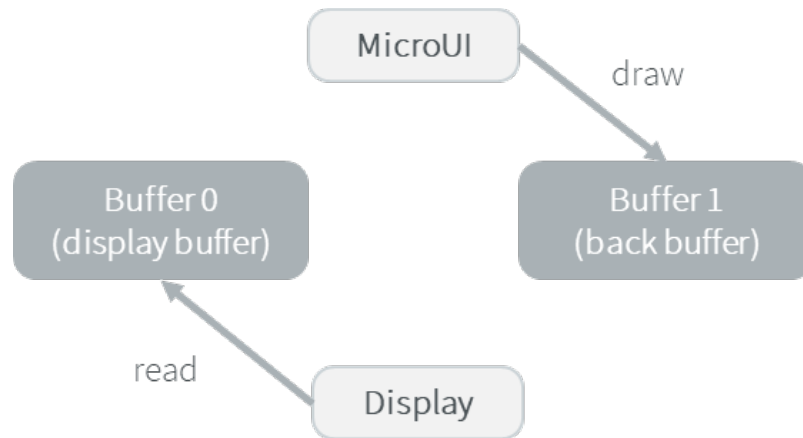 MicroUI
draw
Buffer 0
(display buffer)
Buffer 1
(back buffer)
read
Display